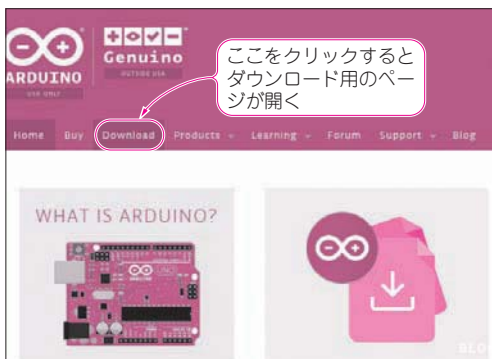 ARDUINO
USA ONLY
Genuino
OUTSIDE USA
ここをクリックすると
ダウンロード用のペー
ジが開く
Home Buy Download Products Learning Forum Support Blog
WHAT IS ARDUINO?
UNO
BLO